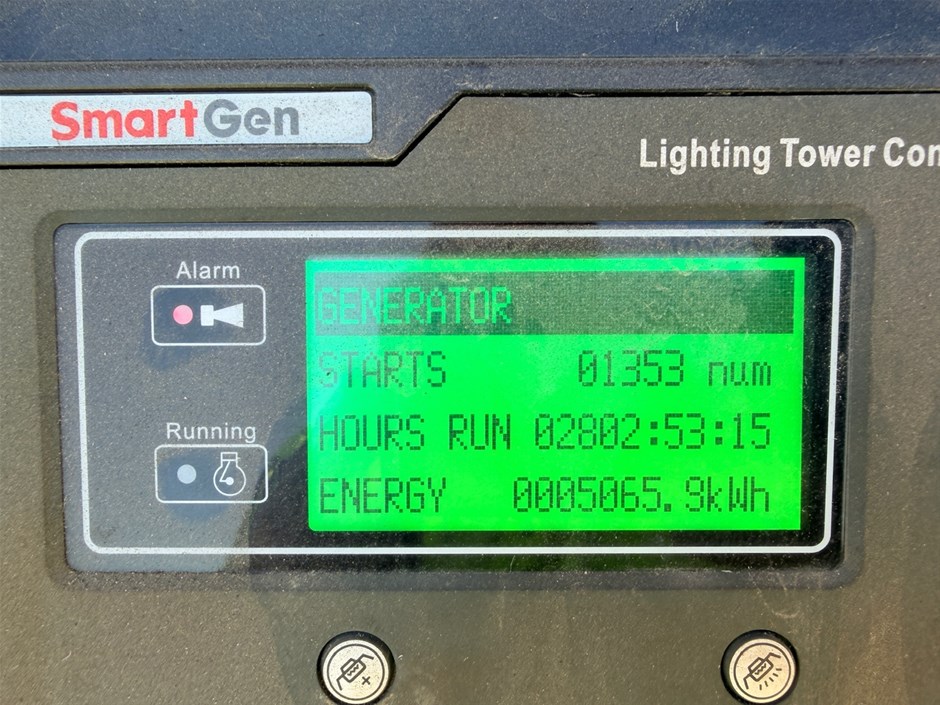 SmartGen
Lighting Tower Con
Alarm
GENERATOR
STARTS 01353 num
HOURS RUN 02802:53:15
Running
ENERGY 0005065.9kWh